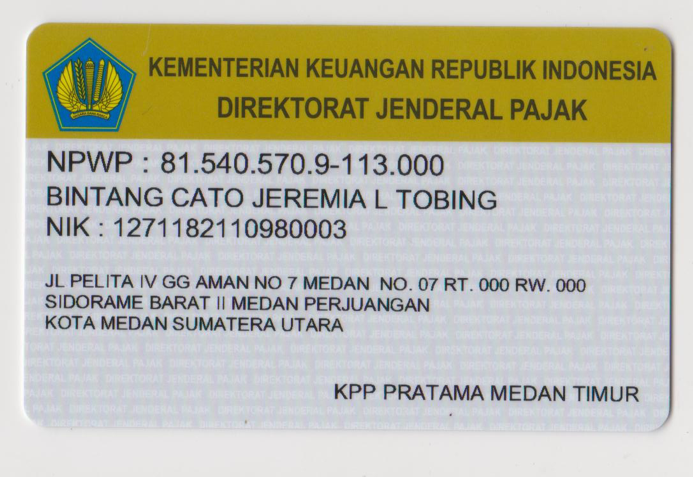 KEMENTERIAN KEUANGAN REPUBLIK INDONESIA
DIREKTORAT JENDERAL PAJAK
NPWP : 81.540.570.9-113.000
BINTANG CATO JEREMIA L TOBING
NIK : 1271182110980003
JL PELITA IV GG AMAN NO 7 MEDAN NO. 07 RT. 000 RW. 000
SIDORAME BARAT II MEDAN PERJUANGAN
KOTA MEDAN SUMATERA UTARA
KPP PRATAMA MEDAN TIMUR